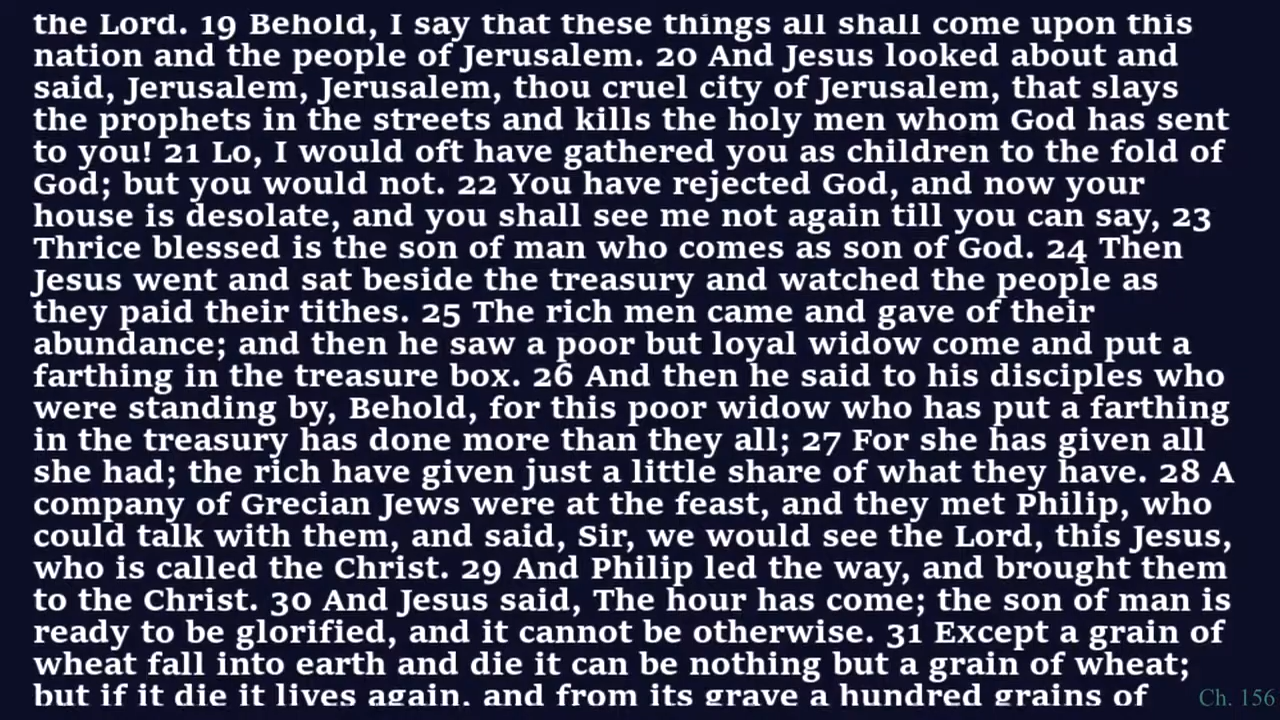 the Lord. 19 Behold, I say that these things all shall come upon this
nation and the people of Jerusalem. 20 And Jesus looked about and
said, Jerusalem, Jerusalem, thou cruel city of Jerusalem, that slays
the prophets in the streets and kills the holy men whom God has sent
to you! 21 Lo, I would oft have gathered you as children to the fold of
God; but you would not. 22 You have rejected God, and now your
house is desolate, and you shall see me not again till you can say, 23
Thrice blessed is the son of man who comes as son of God. 24 Then
Jesus went and sat beside the treasury and watched the people as
they paid their tithes. 25 The rich men came and gave of their
abundance; and then he saw a poor but loyal widow come and put a
farthing in the treasure box. 26 And then he said to his disciples who
were standing by, Behold, for this poor widow who has put a farthing
in the treasury has done more than they all; 27 For she has given all
she had; the rich have given just a little share of what they have. 28 A
company of Grecian Jews were at the feast, and they met Philip, who
could talk with them, and said, Sir, we would see the Lord, this Jesus,
who is called the Christ. 29 And Philip led the way, and brought them
to the Christ. 30 And Jesus said, The hour has come; the son of man is
ready to be glorified, and it cannot be otherwise. 31 Except a grain of
wheat fall into earth and die it can be nothing but a grain of wheat;
but if it die it lives again, and from its grave a hundred grains of
Ch. 156